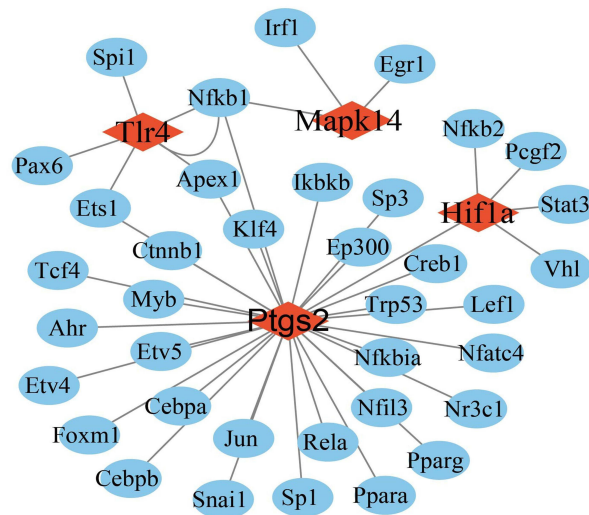 Irf1
Spi1
Egr1
Nfkb1
Mapk14
Tlr4
Nfkb2
Pcgf2
Pax6
Apex1
Ikbkb
Sp3
Stat3
Ets1
Klf4
Hif1a
Ctnnb1
Ep300
Creb1
Vhl
Tcf4
Myb
Trp53
Lef1
Ptgs2
Ahr
Etv5
Nfkbia
Nfatc4
Etv4
Cebpa
Nfil3
Nr3c1
Foxm1
Jun
Rela
Pparg
Cebpb
Snai1
Sp1
Ppara